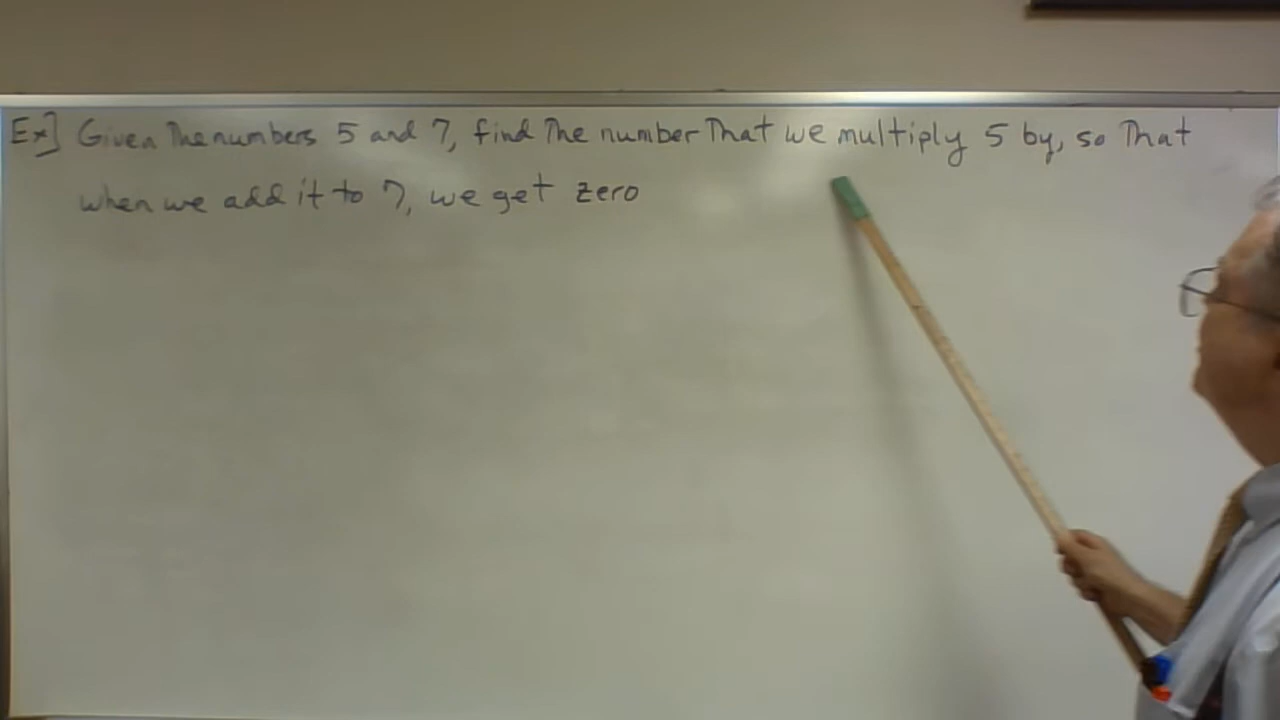 Ex] Given The numbers 5 and 7, find The number That we multiply 5 by, so That
when we add it to 7, we get zero